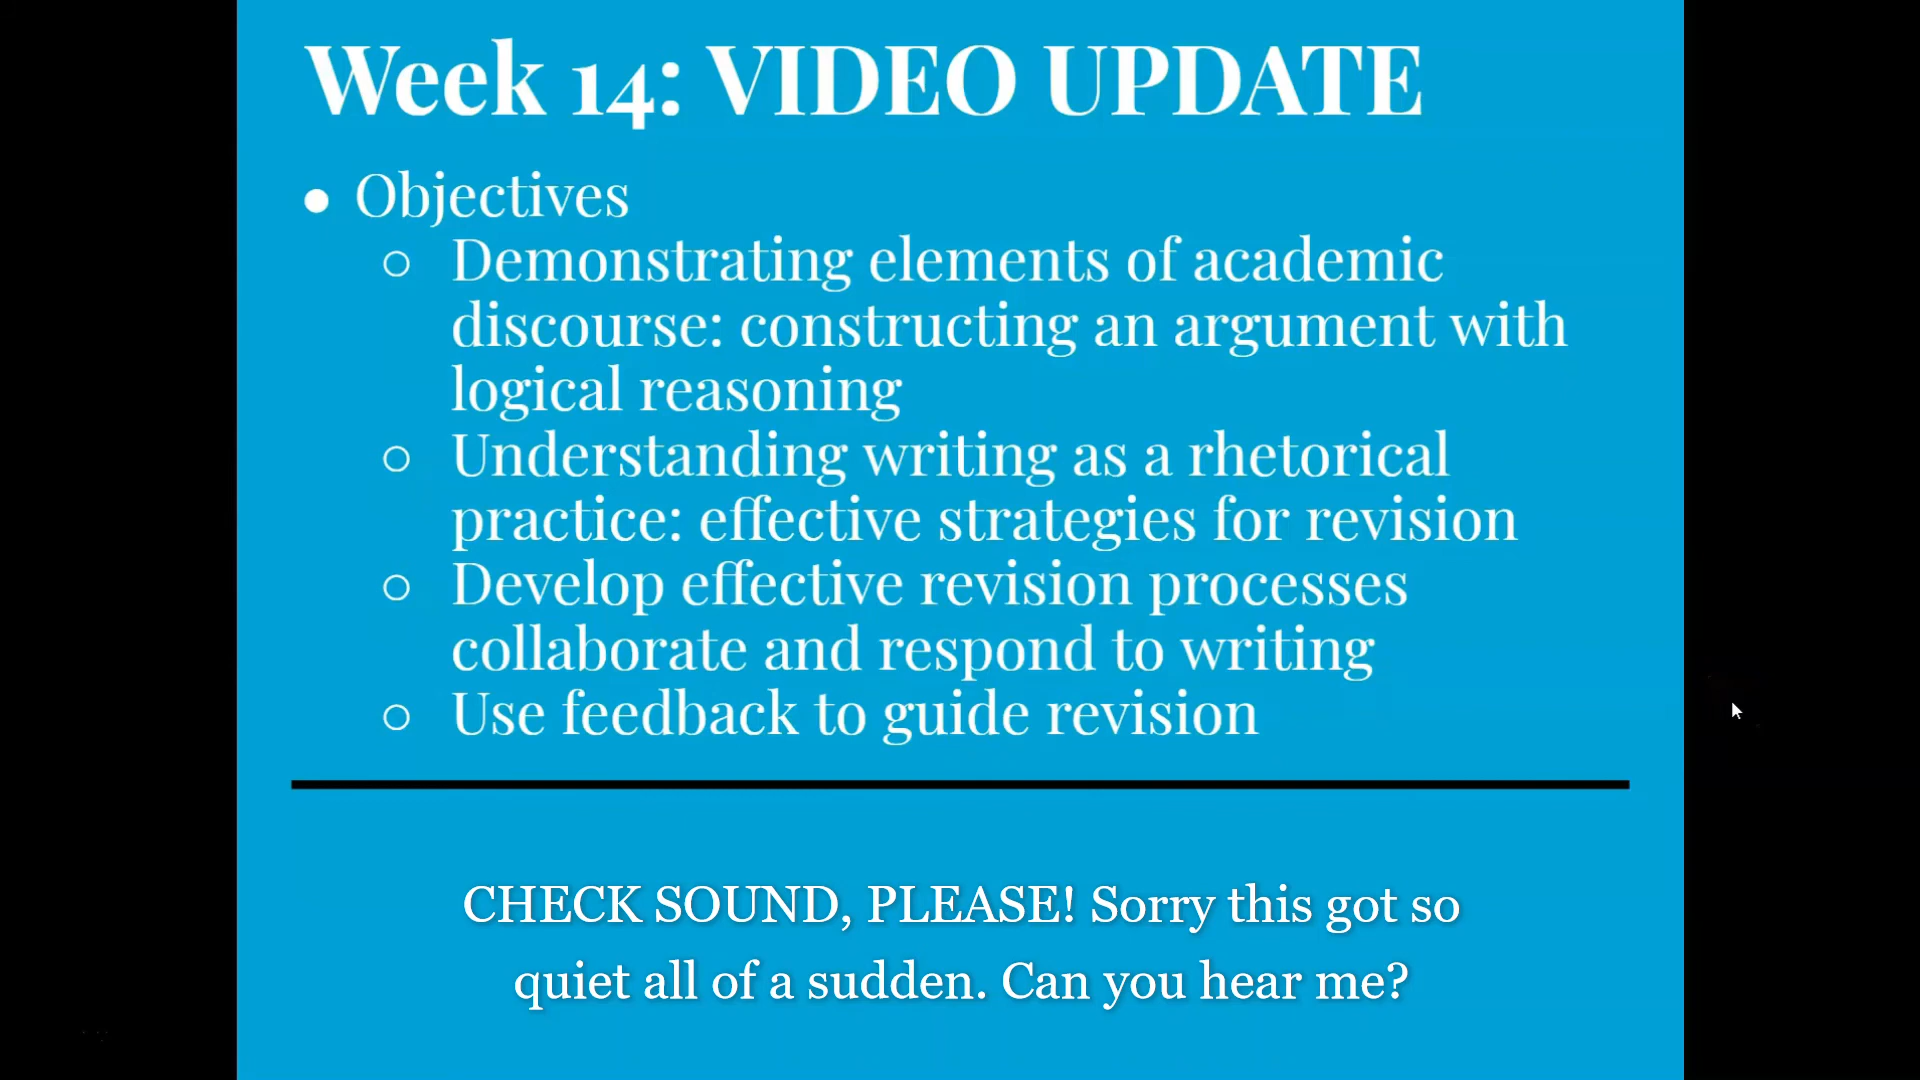 Week 14: VIDEO UPDATE
● Objectives
○ Demonstrating elements of academic
discourse: constructing an argument with
logical reasoning
○ Understanding writing as a rhetorical
practice: effective strategies for revision
○ Develop effective revision processes
collaborate and respond to writing
○ Use feedback to guide revision
CHECK SOUND, PLEASE! Sorry this got so
quiet all of a sudden. Can you hear me?